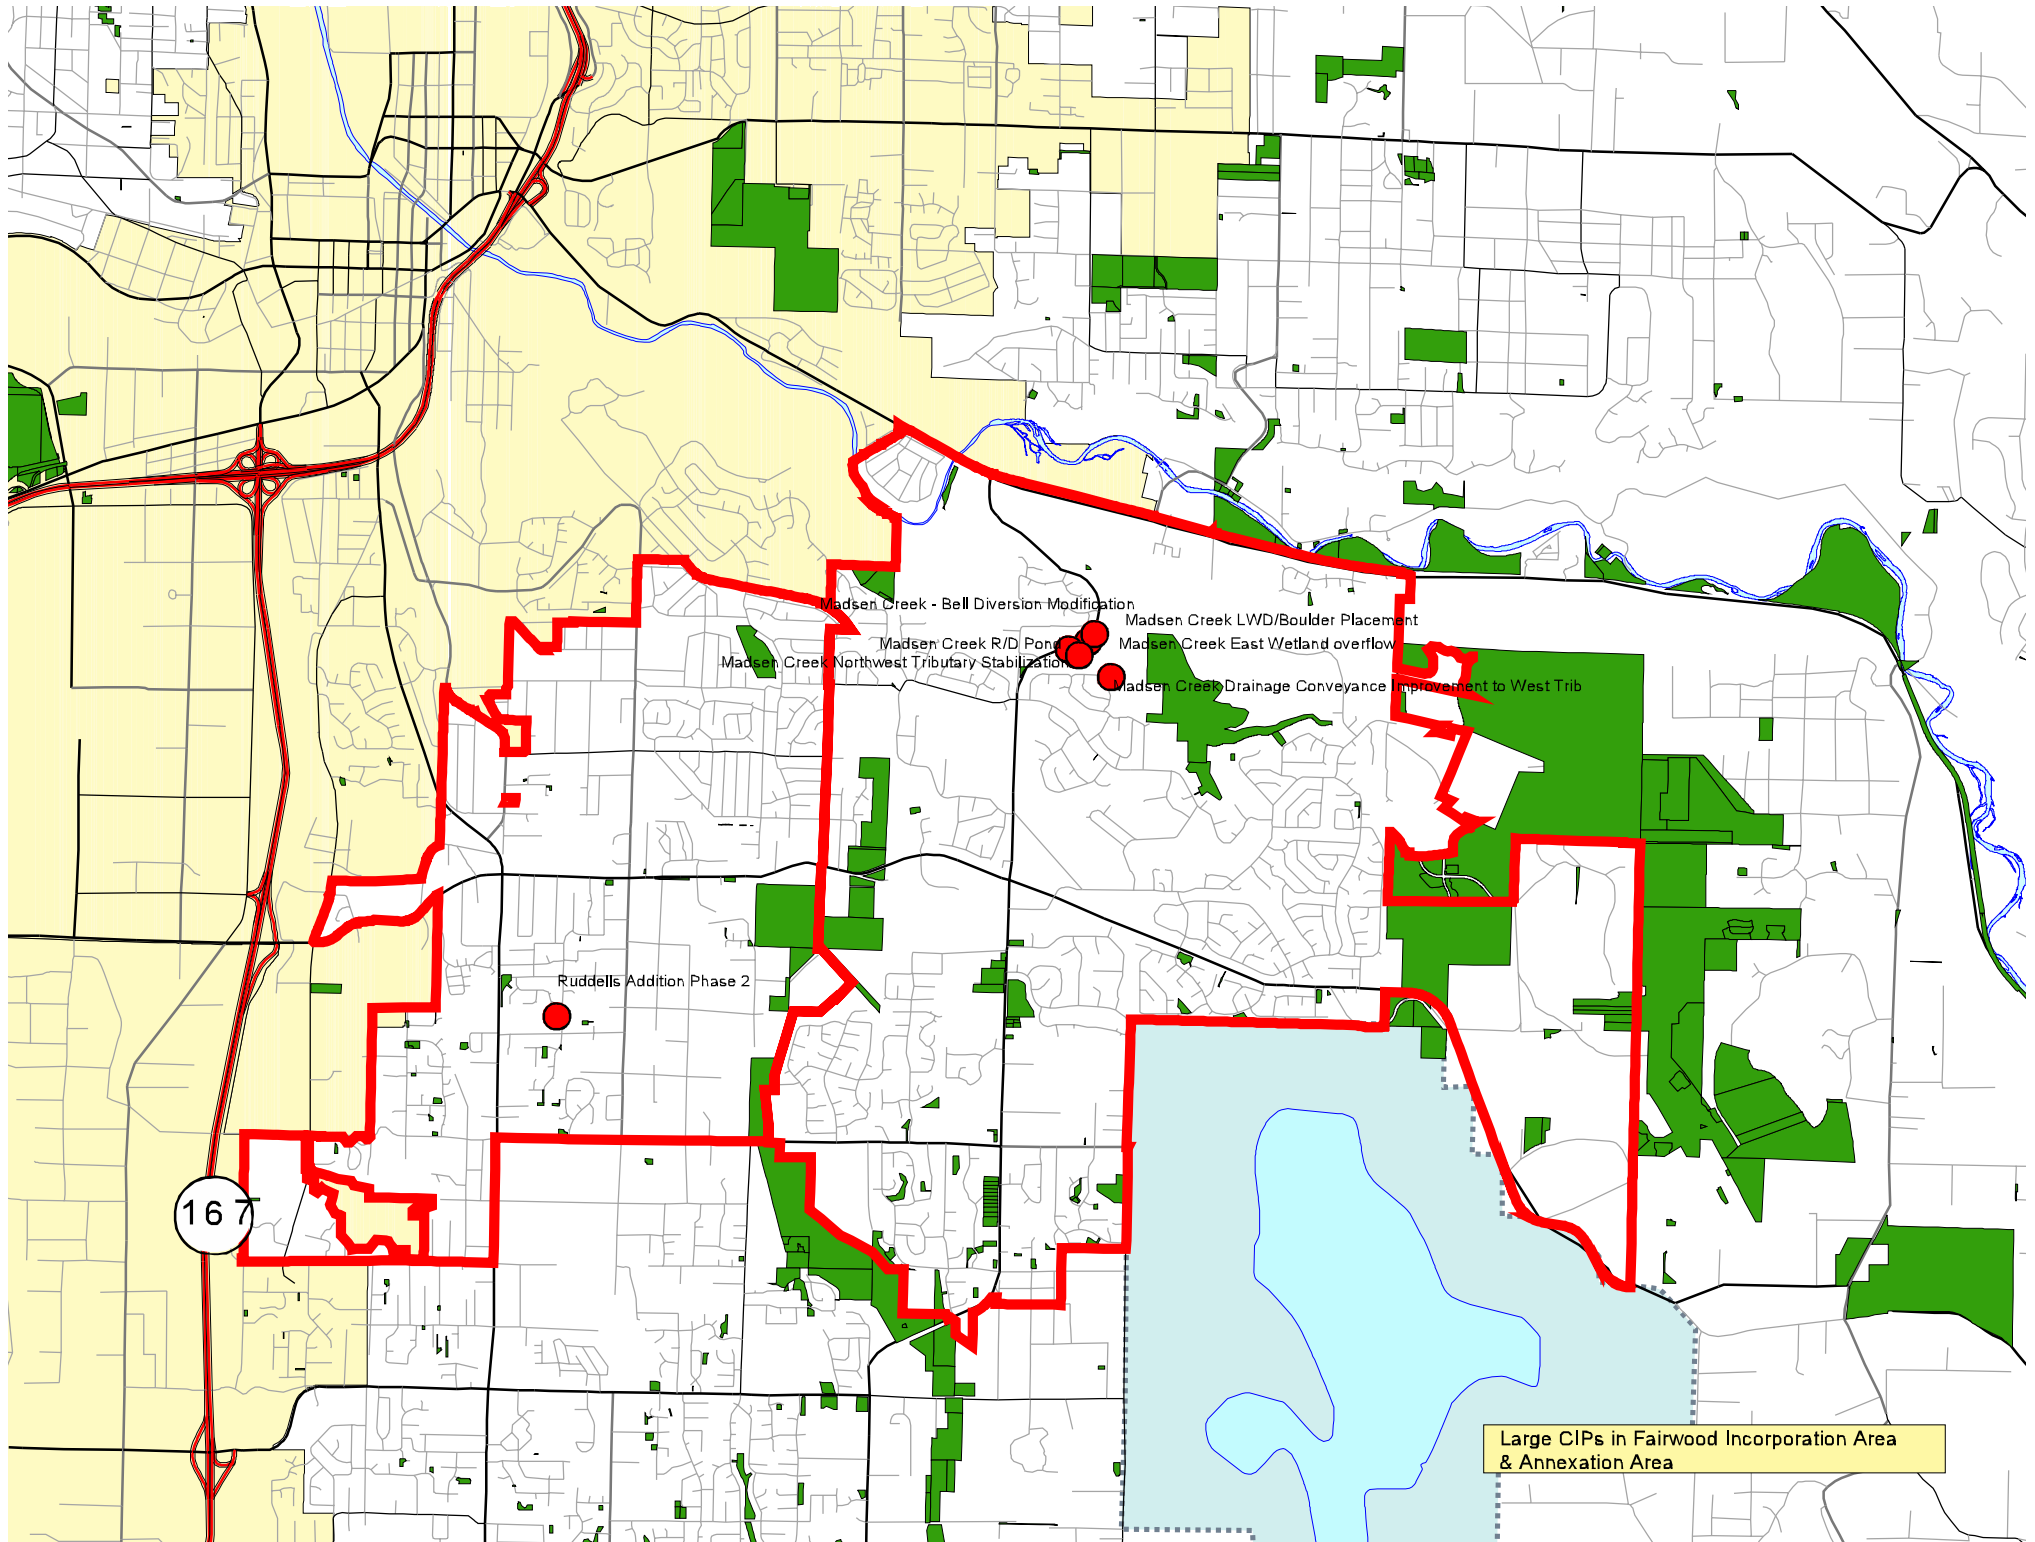 Madsen Creek - Bell Diversion Modification
Madsen Creek LWD/Boulder Placement
Madsen Creek R/D Pond
Madsen Creek East Wetland overflow
Madsen Creek Northwest Tributary Stabilization
Madsen Creek Drainage Conveyance Improvement to West Trib
Ruddells Addition Phase 2
167
Large CIPs in Fairwood Incorporation Area
& Annexation Area